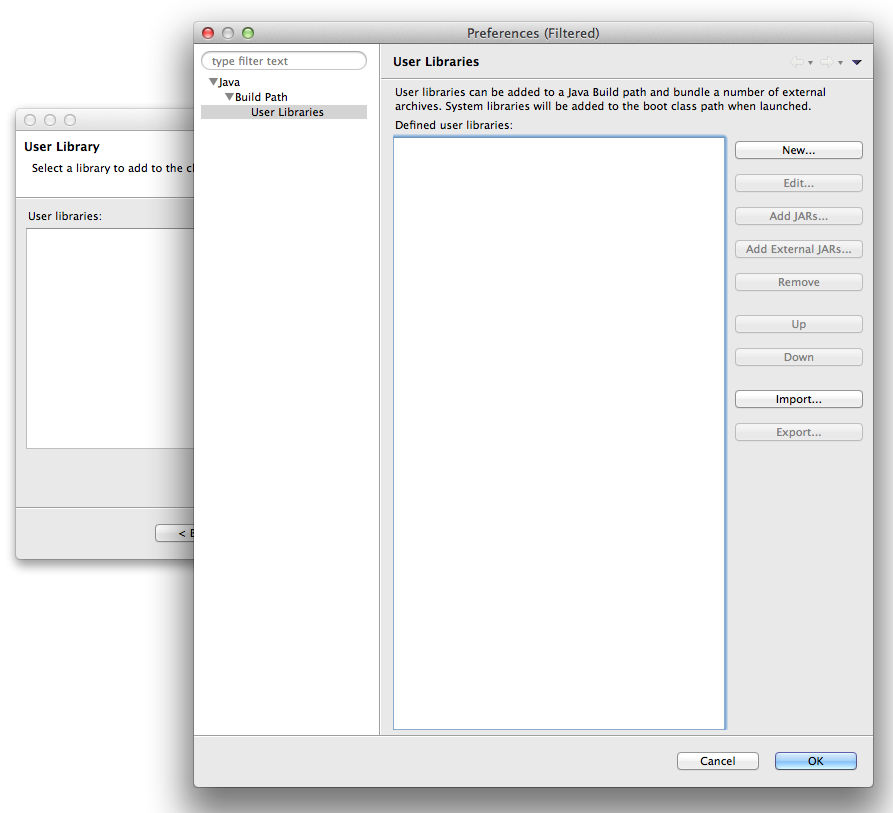 Preferences (Filtered)
type filter text
Java
Build Path
User Libraries
User Libraries
User libraries can be added to a Java Build path and bundle a number of external
archives. System libraries will be added to the boot class path when launched.
Defined user libraries:
New...
Edit...
Add JARs...
Add External JARs...
Remove
Up
Down
Import...
Export...
Cancel
OK
User Library
Select a library to add to the
User libraries:
<